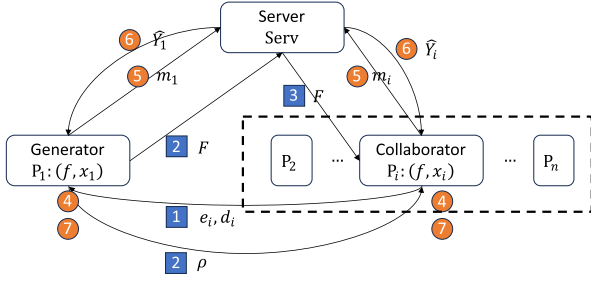 Server
Serv
6 Ŷ₁
6 Ŷᵢ
5 m₁
5 mᵢ
3 F
2 F
Generator
P₁: (f, x₁)
P₂
...
Collaborator
Pᵢ: (f, xᵢ)
...
Pₙ
4
7
4
7
1 eᵢ, dᵢ
2 ρ